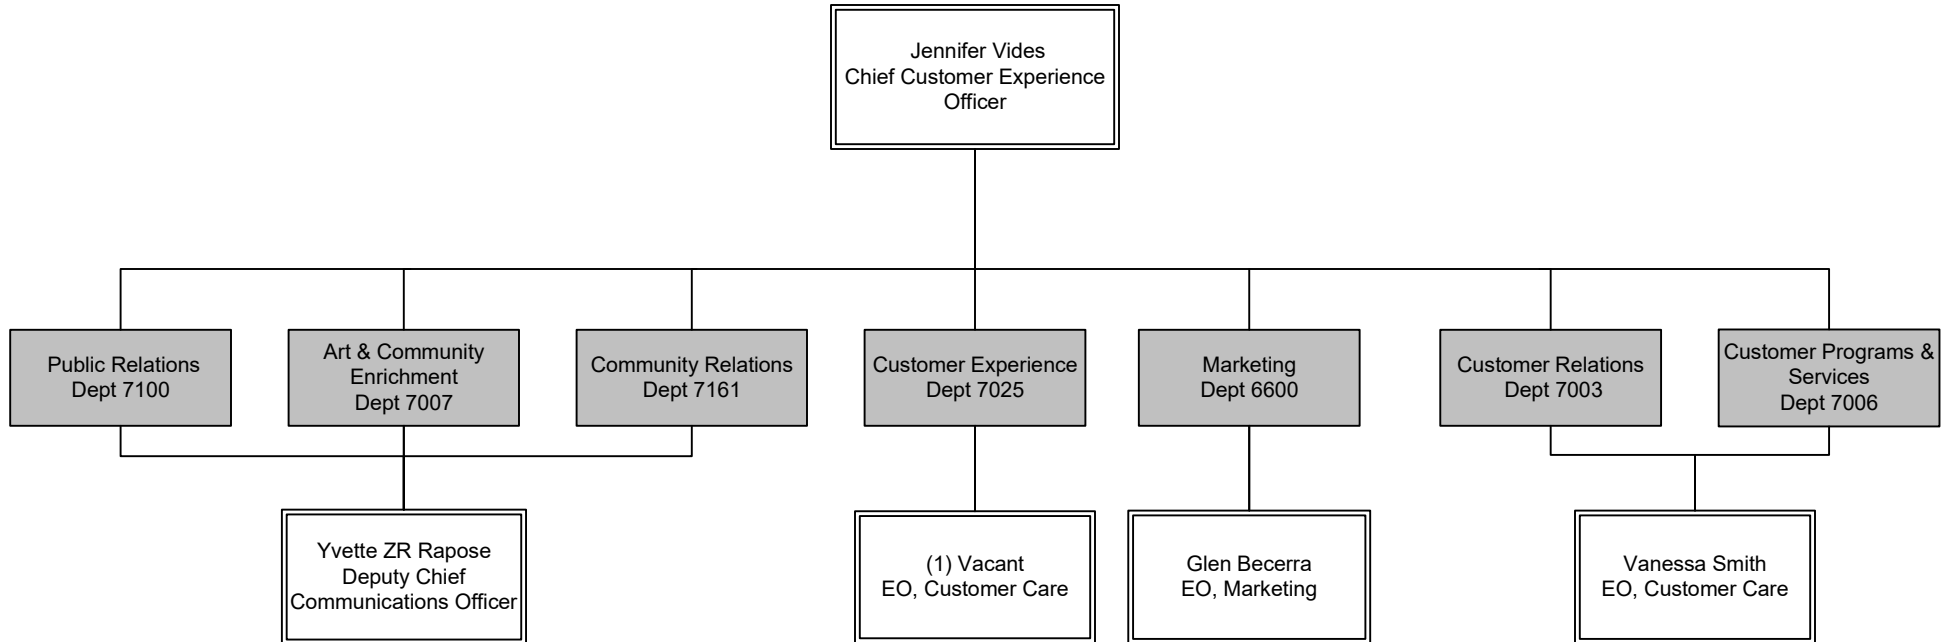 Jennifer Vides
Chief Customer Experience
Officer
Public Relations
Dept 7100
Art & Community
Enrichment
Dept 7007
Community Relations
Dept 7161
Customer Experience
Dept 7025
Marketing
Dept 6600
Customer Relations
Dept 7003
Customer Programs &
Services
Dept 7006
Yvette ZR Rapose
Deputy Chief
Communications Officer
(1) Vacant
EO, Customer Care
Glen Becerra
EO, Marketing
Vanessa Smith
EO, Customer Care